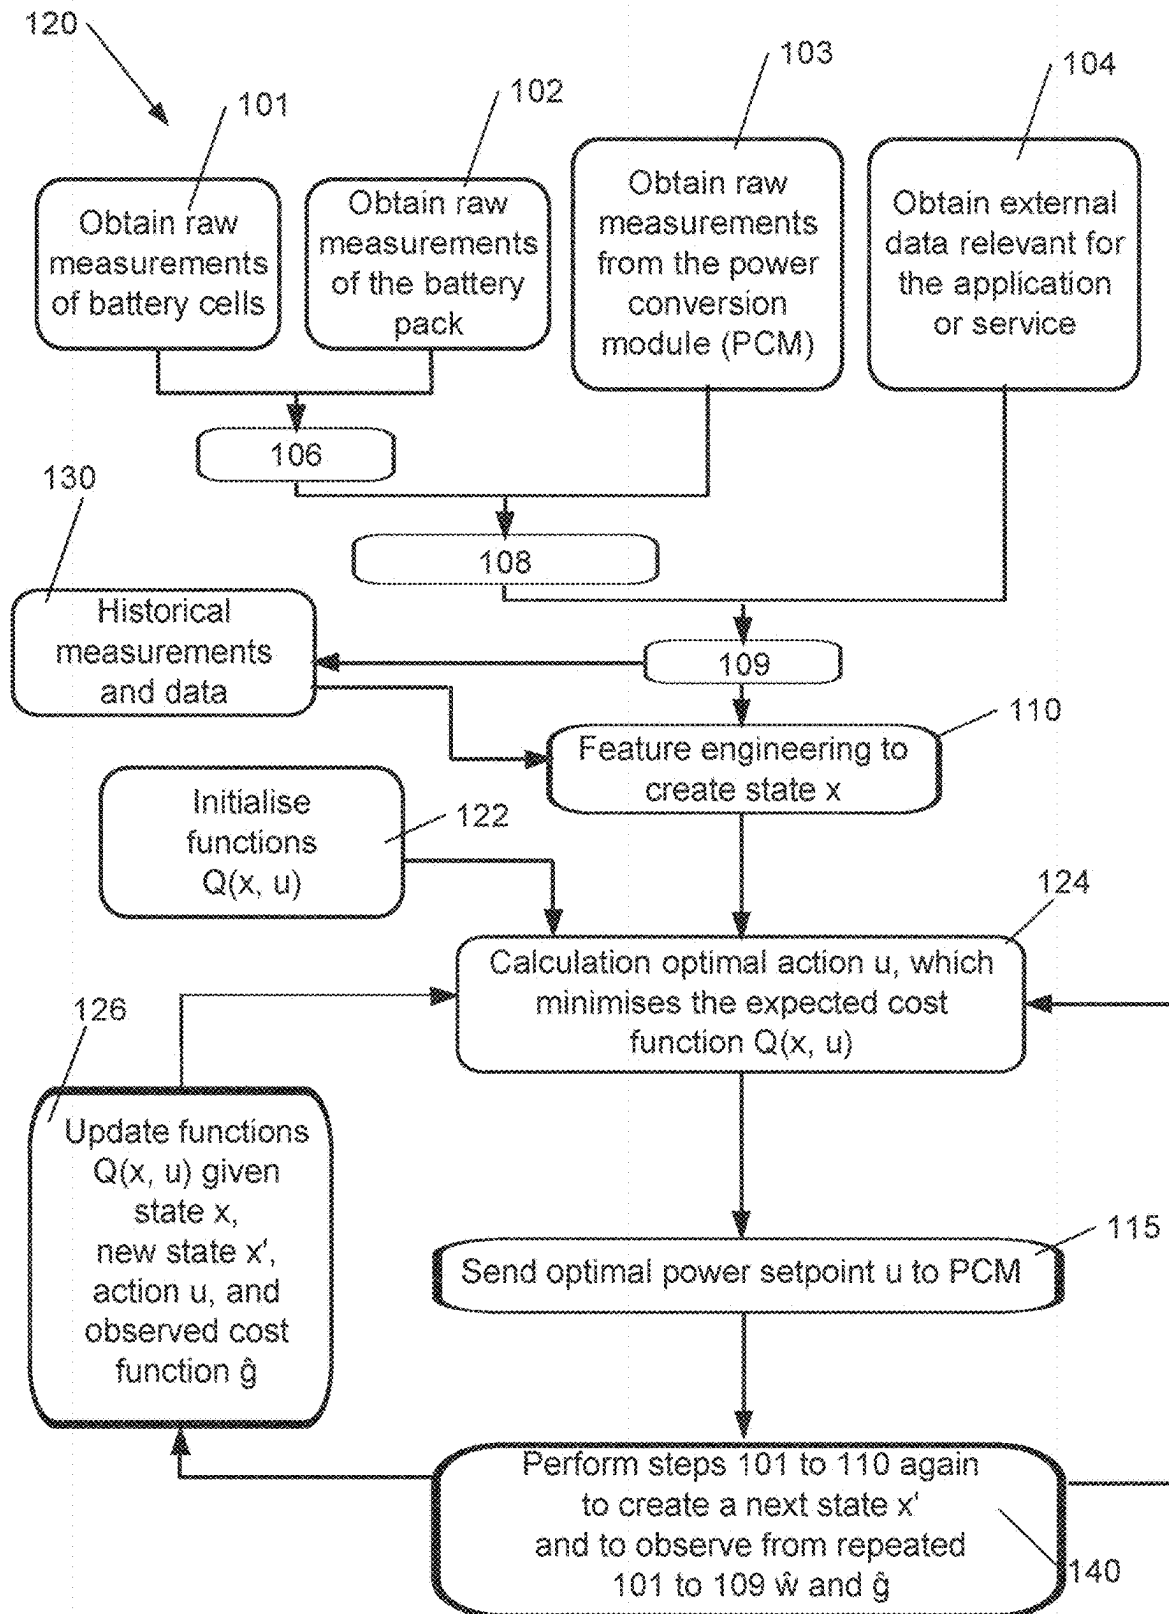 120
101
102
103
104
Obtain raw
measurements
of battery cells
Obtain raw
measurements
of the battery
pack
Obtain raw
measurements
from the power
conversion
module (PCM)
Obtain external
data relevant for
the application
or service
106
130
108
Historical
measurements
and data
109
110
Feature engineering to
create state x
Initialise
functions
Q(x, u)
122
124
Calculation optimal action u, which
minimises the expected cost
function Q(x, u)
126
Update functions
Q(x, u) given
state x,
new state x',
action u, and
observed cost
function ĝ
115
Send optimal power setpoint u to PCM
Perform steps 101 to 110 again
to create a next state x'
and to observe from repeated
101 to 109 ŵ and ĝ
140